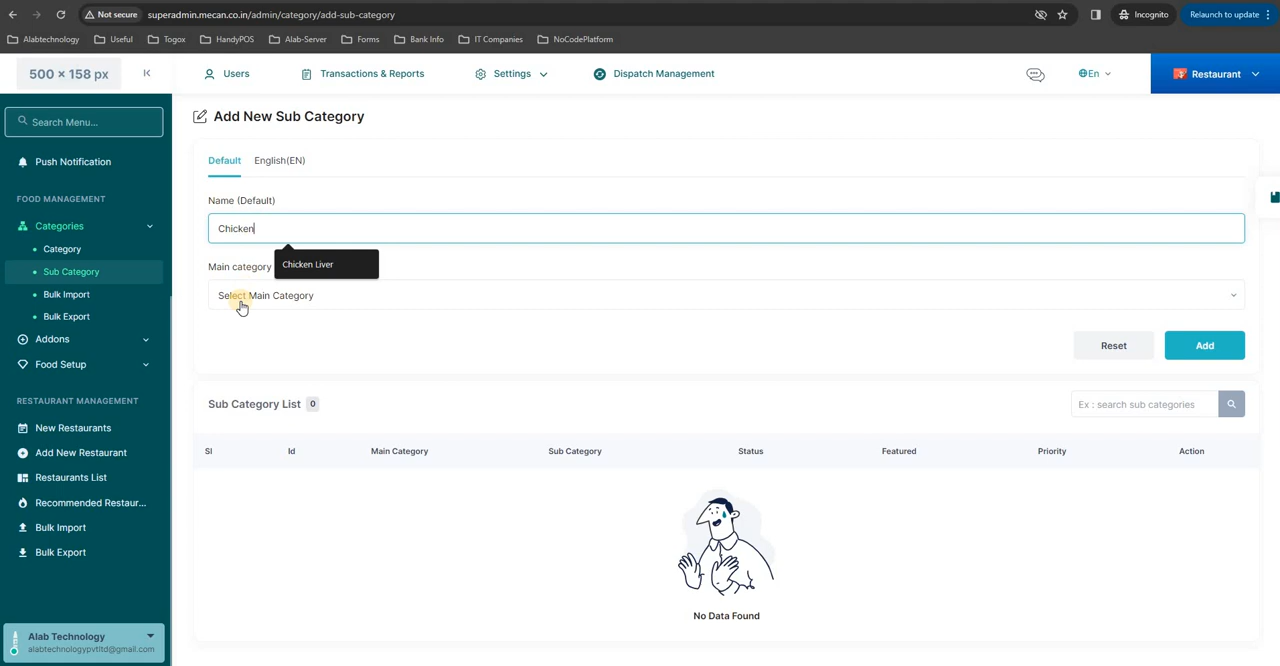 Not secure superadmin.mecan.co.in/admin/category/add-sub-category Incognito Relaunch to update
Alabtechnology Useful Togox HandyPOS Alab-Server Forms Bank Info IT Companies NoCodePlatform
500 × 158 px Users Transactions & Reports Settings Dispatch Management En Restaurant
Search Menu...
Push Notification
FOOD MANAGEMENT
Categories
Category
Sub Category
Bulk Import
Bulk Export
Addons
Food Setup
RESTAURANT MANAGEMENT
New Restaurants
Add New Restaurant
Restaurants List
Recommended Restaur...
Bulk Import
Bulk Export
Alab Technology
alabtechnologypvtltd@gmail.com
Add New Sub Category
Default English(EN)
Name (Default)
Chicken
Chicken Liver
Main category
Select Main Category
Reset Add
Sub Category List 0 Ex : search sub categories
Sl Id Main Category Sub Category Status Featured Priority Action
No Data Found